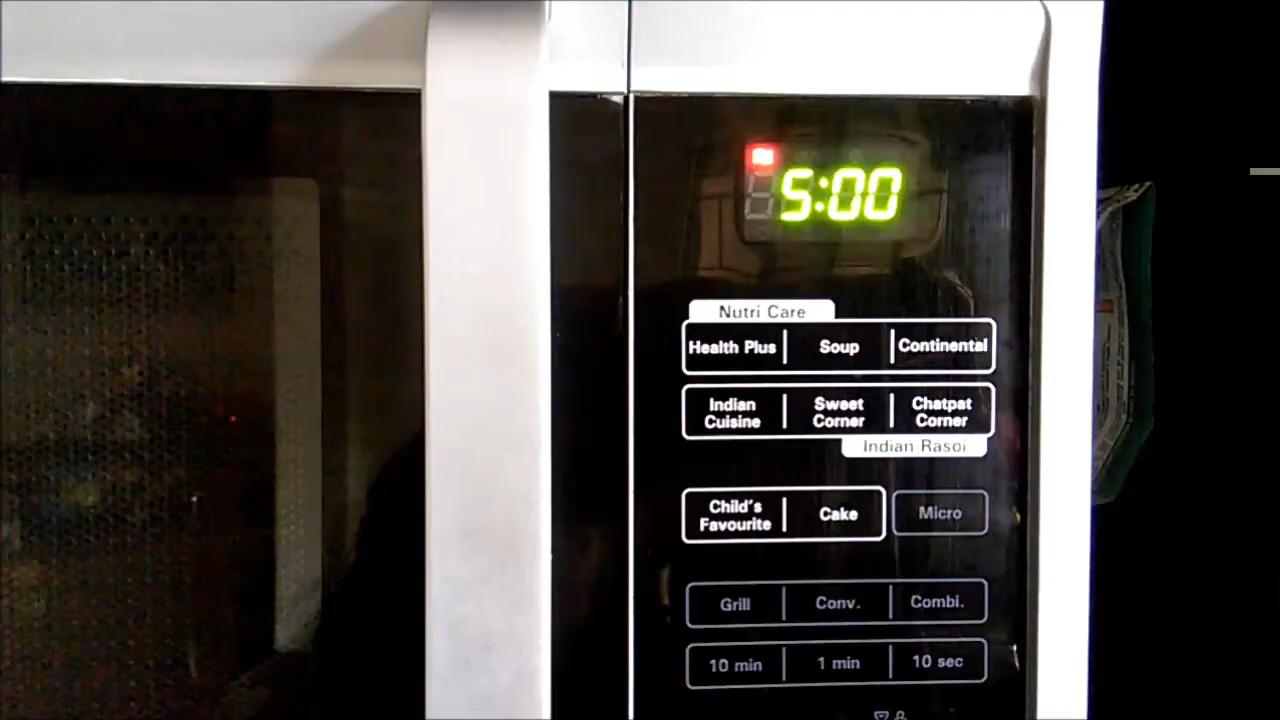 5:00
Nutri Care
Health Plus Soup Continental
Indian Cuisine Sweet Corner Chatpat Corner
Indian Rasoi
Child's Favourite Cake Micro
Grill Conv. Combi.
10 min 1 min 10 sec